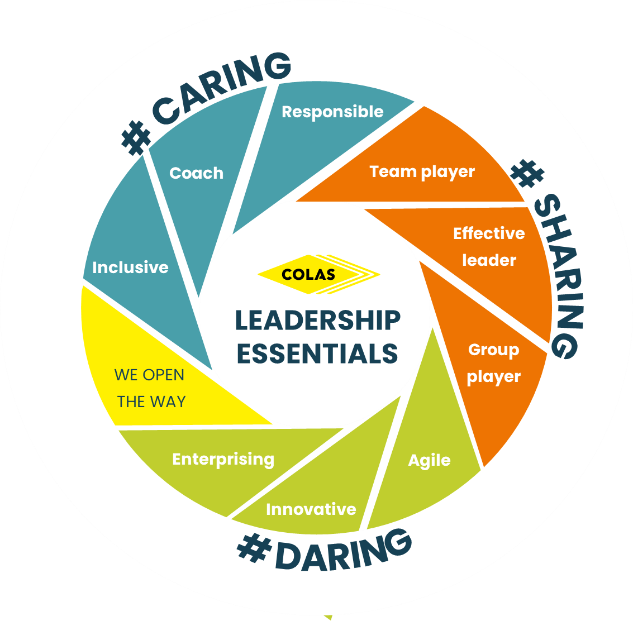 # CARING
Responsible
Coach
Team player
# SHARING
Effective
leader
Inclusive
COLAS
LEADERSHIP
ESSENTIALS
Group
player
WE OPEN
THE WAY
Enterprising
Agile
Innovative
#DARING